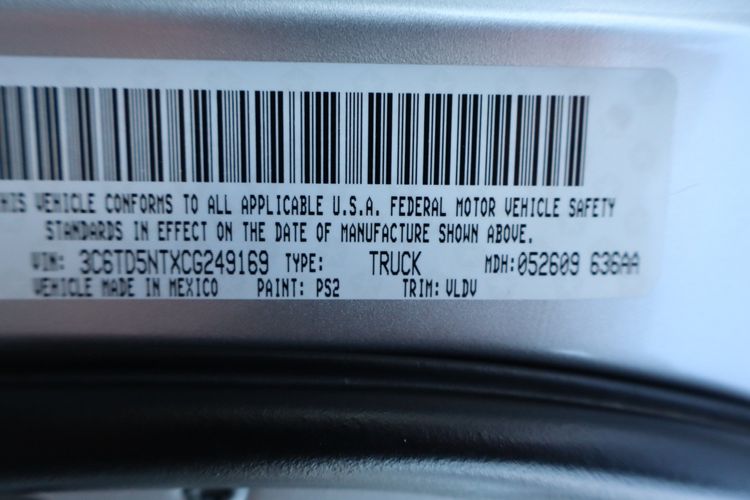 THIS VEHICLE CONFORMS TO ALL APPLICABLE U.S.A. FEDERAL MOTOR VEHICLE SAFETY
STANDARDS IN EFFECT ON THE DATE OF MANUFACTURE SHOWN ABOVE.
VIN: 3C6TD5NTXCG249169 TYPE: TRUCK MDH:052609 636AA
VEHICLE MADE IN MEXICO PAINT: PS2 TRIM: VLDV